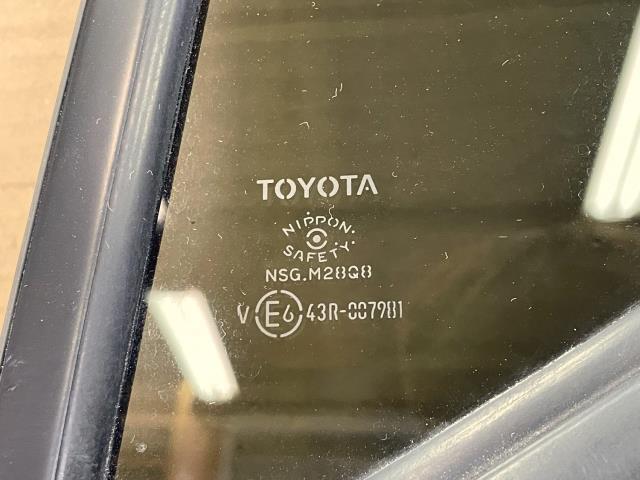 TOYOTA
NIPPON
SAFETY
NSG.M28Q8
V E6 43R-007981